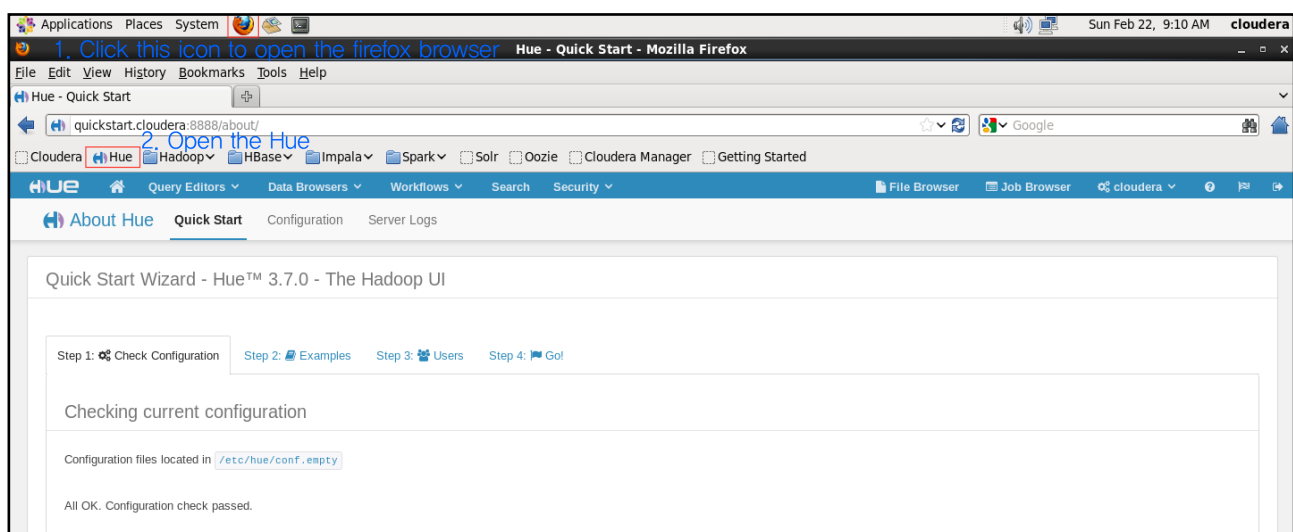 Applications Places System Sun Feb 22, 9:10 AM cloudera
1. Click this icon to open the firefox browser Hue - Quick Start - Mozilla Firefox
File Edit View History Bookmarks Tools Help
Hue - Quick Start
quickstart.cloudera:8888/about/ Google
2. Open the Hue
Cloudera Hue Hadoop HBase Impala Spark Solr Oozie Cloudera Manager Getting Started
HUE Query Editors Data Browsers Workflows Search Security File Browser Job Browser cloudera
About Hue Quick Start Configuration Server Logs
Quick Start Wizard - Hue™ 3.7.0 - The Hadoop UI
Step 1: Check Configuration Step 2: Examples Step 3: Users Step 4: Go!
Checking current configuration
Configuration files located in /etc/hue/conf.empty
All OK. Configuration check passed.